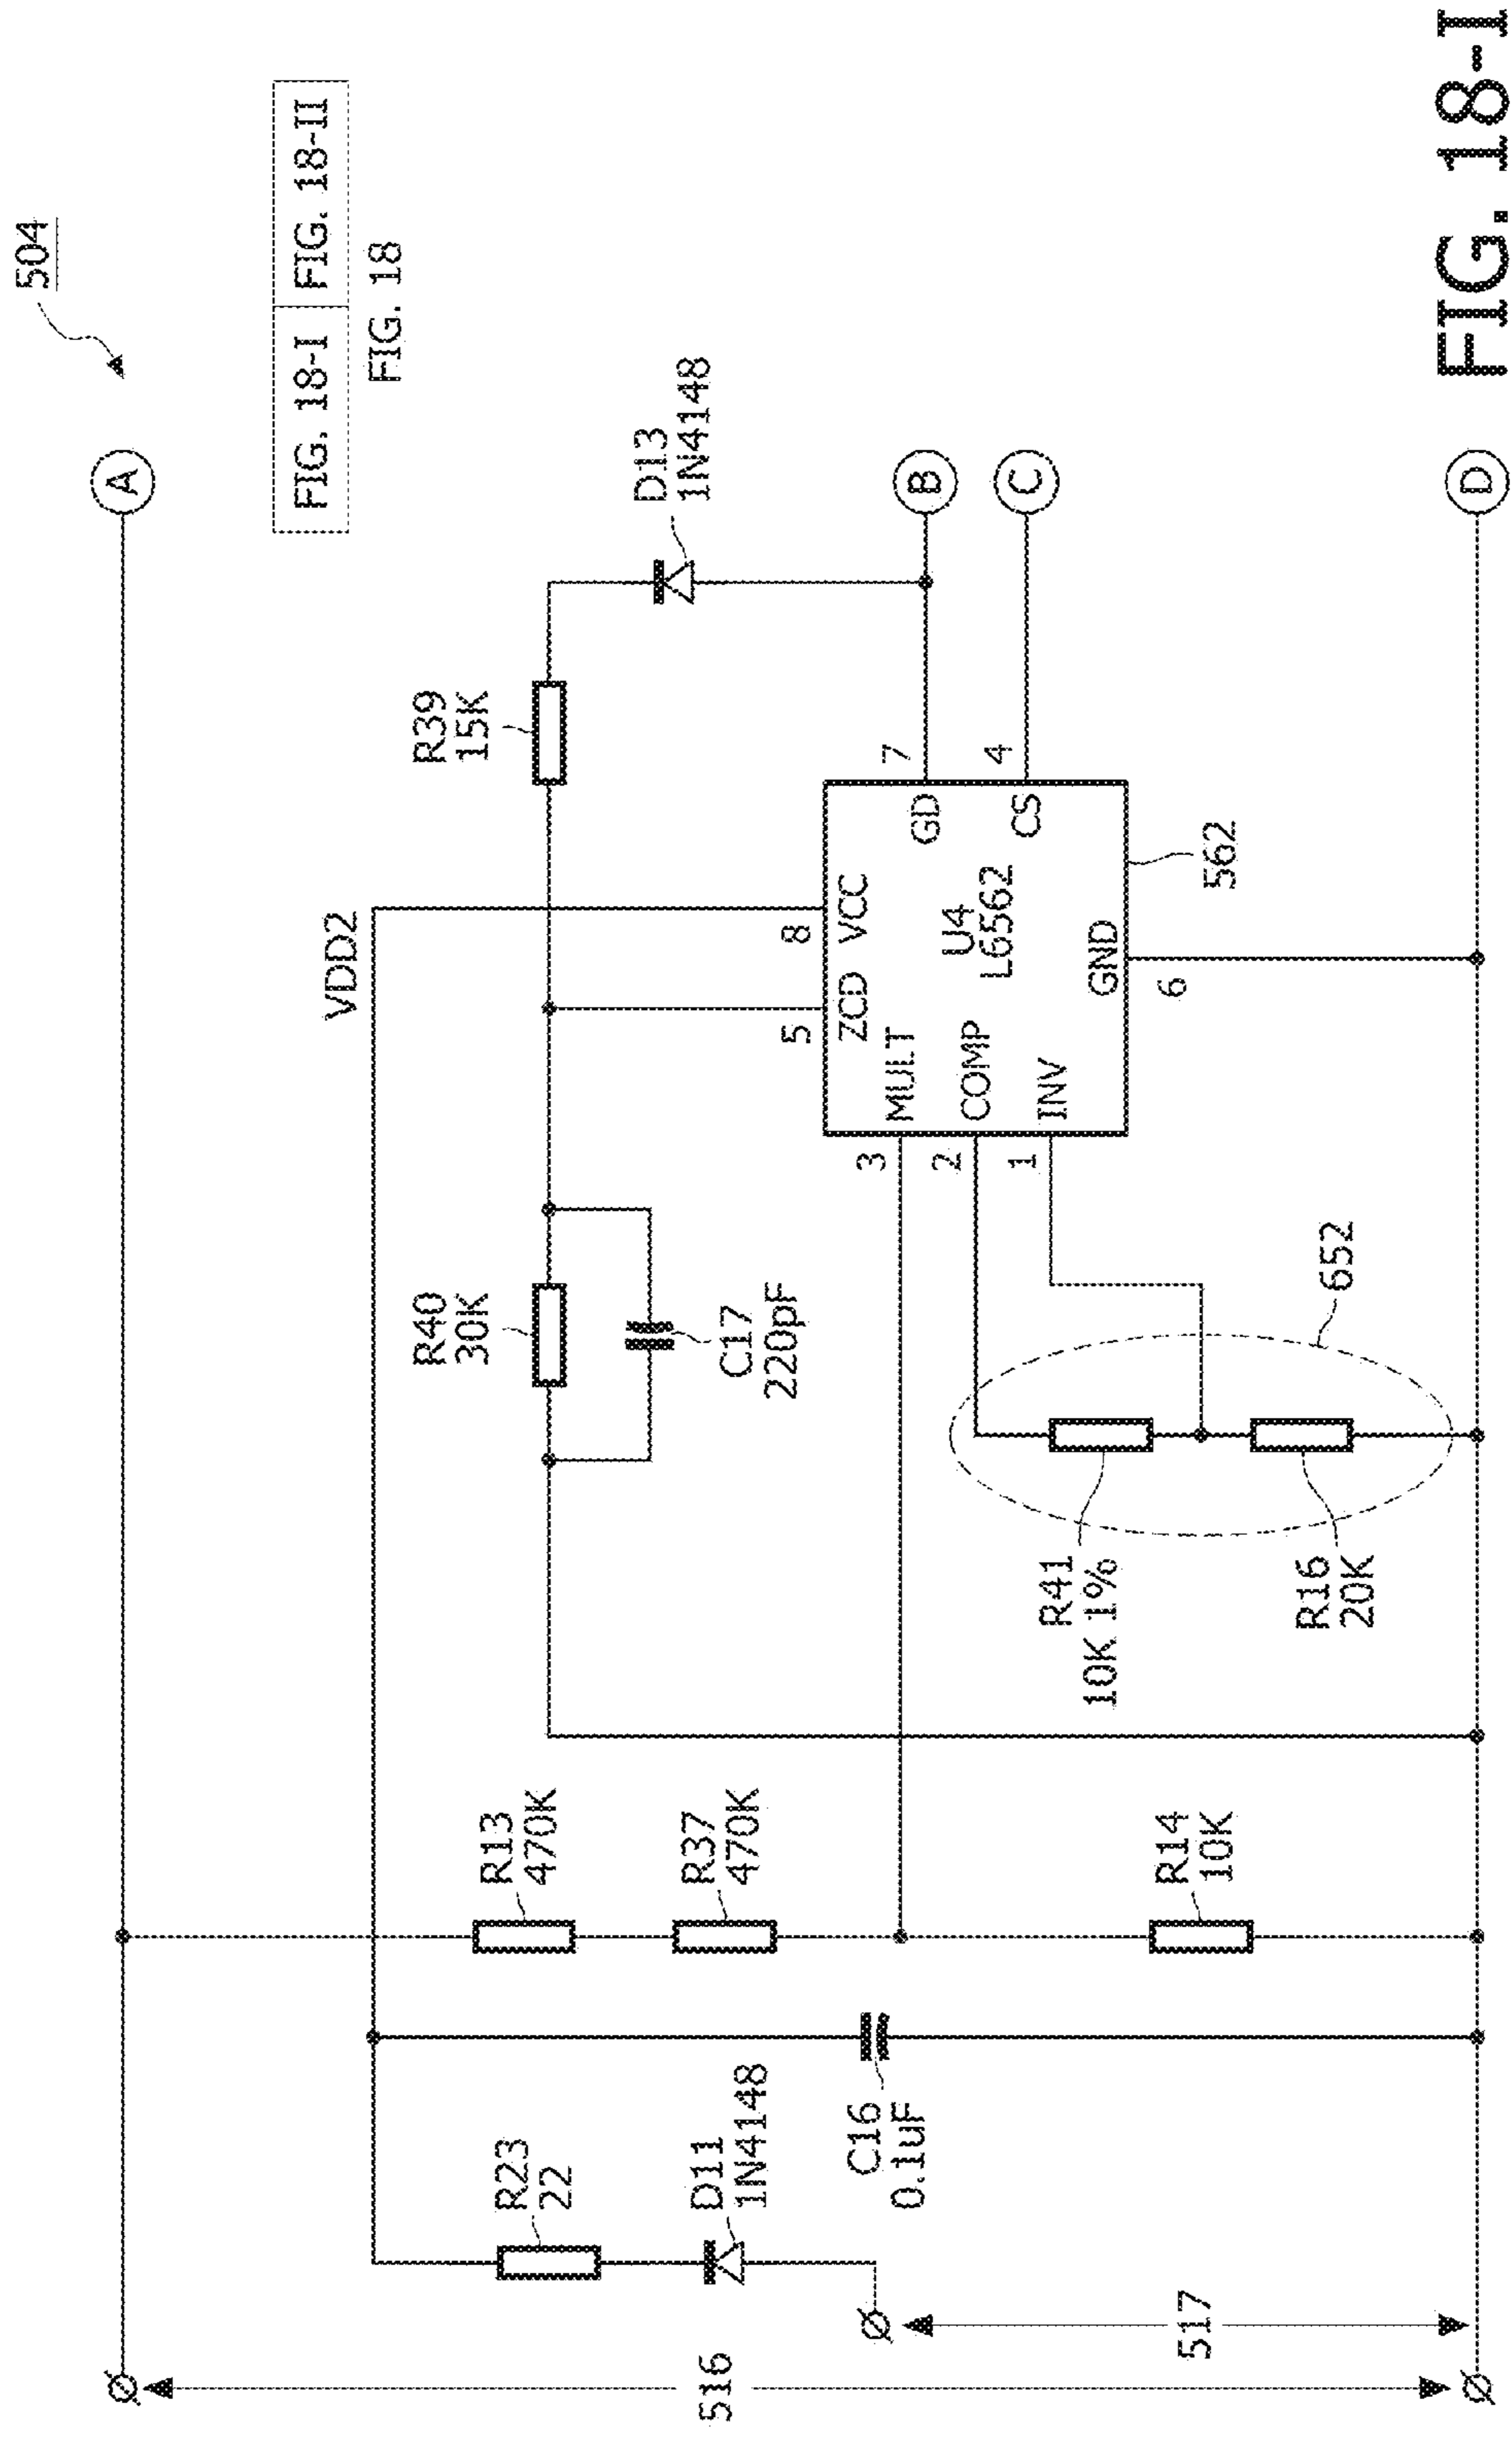 504
FIG. 18-I
FIG. 18-II
FIG. 18
A
VDD2
R39
15K
D13
1N4148
R40
30K
C17
220pF
R13
470K
R37
470K
R23
22
D11
1N4148
C16
0.1uF
R14
10K
5
8
ZCD
VCC
3
MULT
7
GD
B
2
COMP
U4
L6562
4
CS
C
1
INV
GND
6
562
R41
10K 1%
R16
20K
652
516
517
D
FIG. 18-I